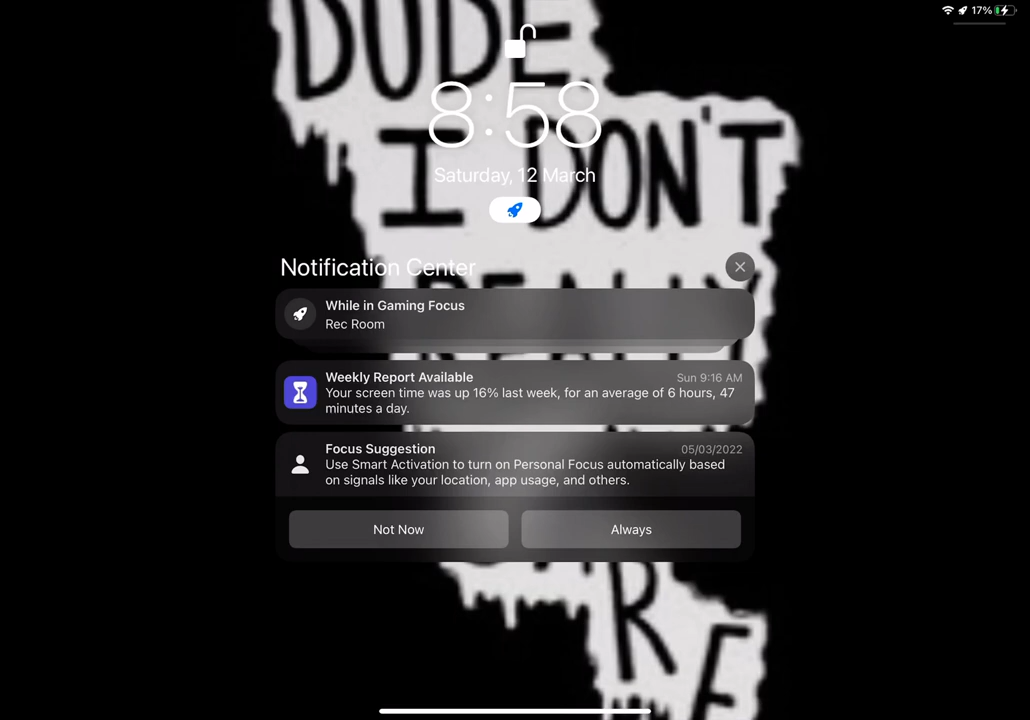 17%
DUDE
8:58
I DON'T
Saturday, 12 March
Notification Center
REALLY
While in Gaming Focus
Rec Room
Weekly Report Available
Sun 9:16 AM
Your screen time was up 16% last week, for an average of 6 hours, 47
minutes a day.
Focus Suggestion
05/03/2022
Use Smart Activation to turn on Personal Focus automatically based
on signals like your location, app usage, and others.
Not Now
Always